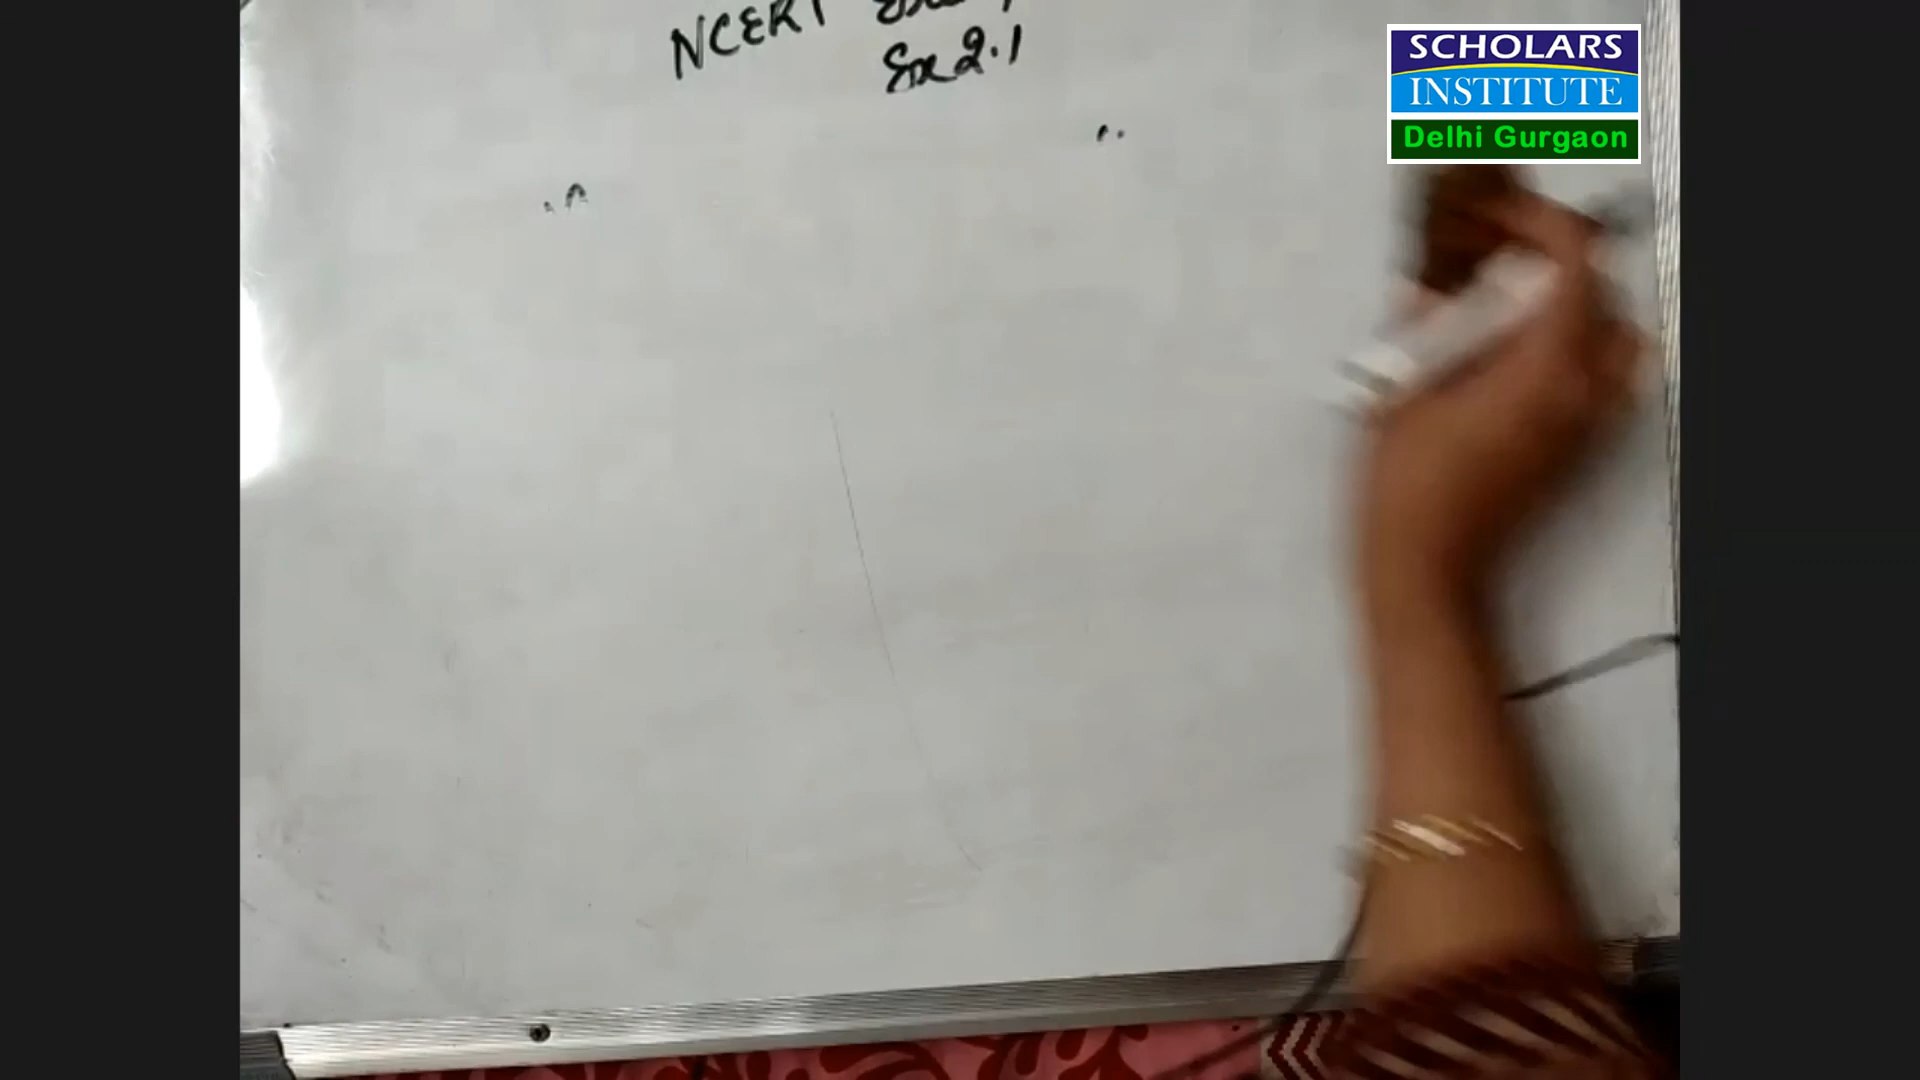 NCERT
Ex 2.1
SCHOLARS
INSTITUTE
Delhi Gurgaon